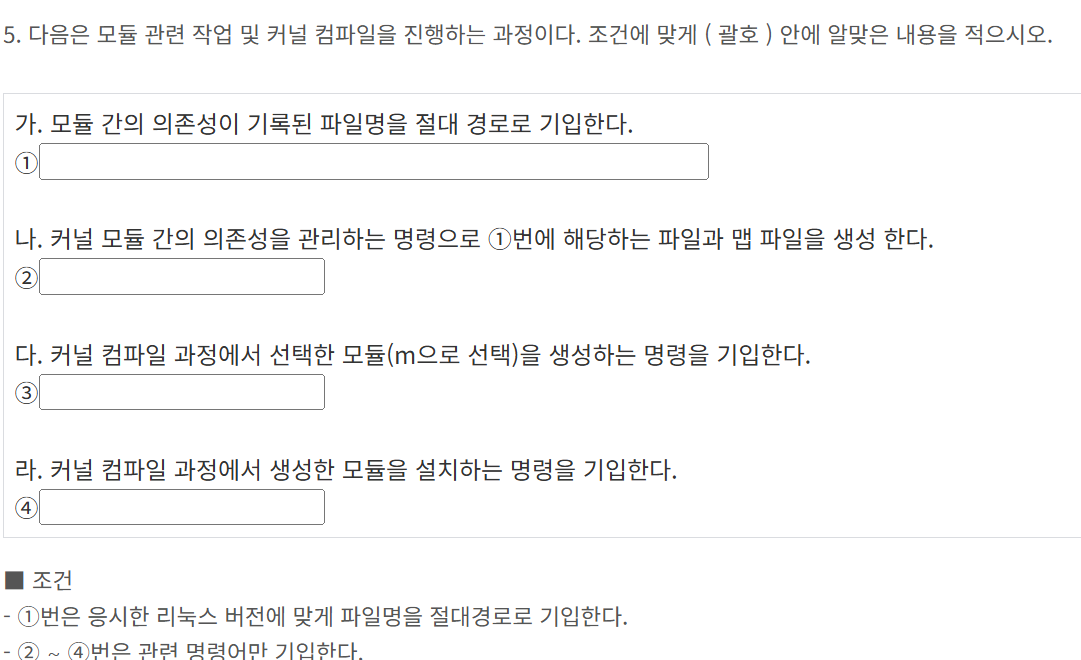 5. 다음은 모듈 관련 작업 및 커널 컴파일을 진행하는 과정이다. 조건에 맞게 ( 괄호 ) 안에 알맞은 내용을 적으시오.
가. 모듈 간의 의존성이 기록된 파일명을 절대 경로로 기입한다.
①
나. 커널 모듈 간의 의존성을 관리하는 명령으로 ①번에 해당하는 파일과 맵 파일을 생성 한다.
②
다. 커널 컴파일 과정에서 선택한 모듈(m으로 선택)을 생성하는 명령을 기입한다.
③
라. 커널 컴파일 과정에서 생성한 모듈을 설치하는 명령을 기입한다.
④
■ 조건
- ①번은 응시한 리눅스 버전에 맞게 파일명을 절대경로로 기입한다.
- ② ~ ④번은 관련 명령어만 기입한다.